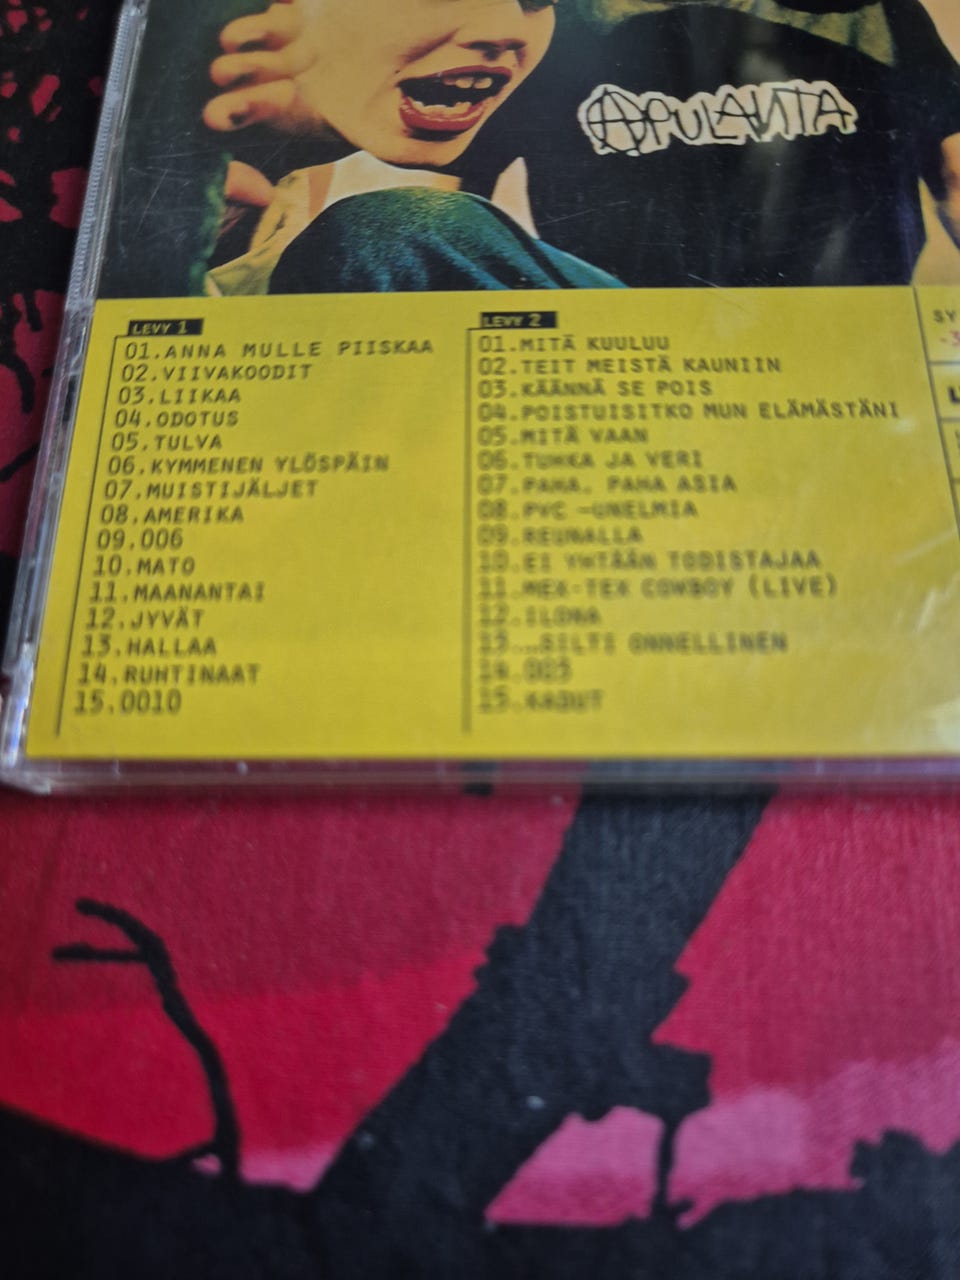 APULANTA
LEVY 1
01.ANNA MULLE PIISKAA
02.VIIVAKOODIT
03.LIIKAA
04.ODOTUS
05.TULVA
06.KYMMENEN YLÖSPÄIN
07.MUISTIJÄLJET
08.AMERIKA
09.006
10.MATO
11.MAANANTAI
12.JYVÄT
13.HALLAA
14.RUHTINAAT
15.0010
LEVY 2
01.MITÄ KUULUU
02.TEIT MEISTÄ KAUNIIN
03.KÄÄNNÄ SE POIS
04.POISTUISITKO MUN ELÄMÄSTÄNI
05.MITÄ VAAN
06.TUHKA JA VERI
07.PAHA, PAHA ASIA
08.PVC -UNELMIA
09.REUNALLA
10.EI YHTÄÄN TODISTAJAA
11.MEX-TEX COWBOY (LIVE)
12.ILONA
13...SILTI ONNELLINEN
14.003
15.KADUT
SY